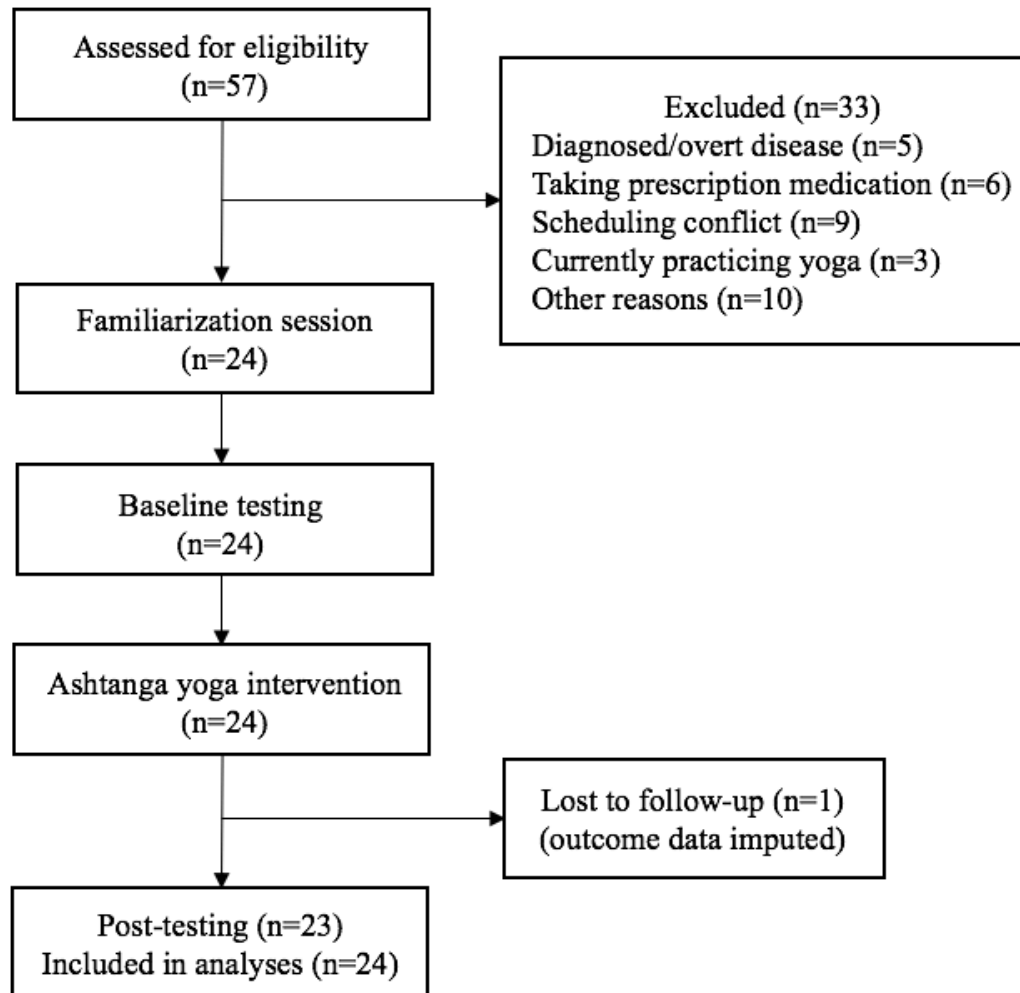 Assessed for eligibility
(n=57)
Excluded (n=33)
Diagnosed/overt disease (n=5)
Taking prescription medication (n=6)
Scheduling conflict (n=9)
Currently practicing yoga (n=3)
Other reasons (n=10)
Familiarization session
(n=24)
Baseline testing
(n=24)
Ashtanga yoga intervention
(n=24)
Lost to follow-up (n=1)
(outcome data imputed)
Post-testing (n=23)
Included in analyses (n=24)